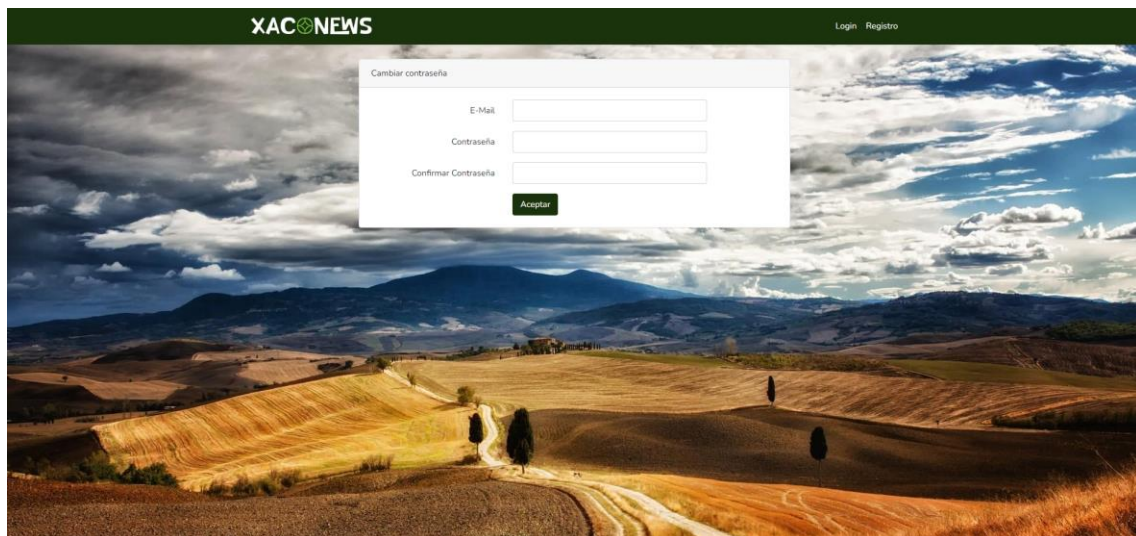 XACONEWS
Login Registro
Cambiar contraseña
E-Mail
Contraseña
Confirmar Contraseña
Aceptar